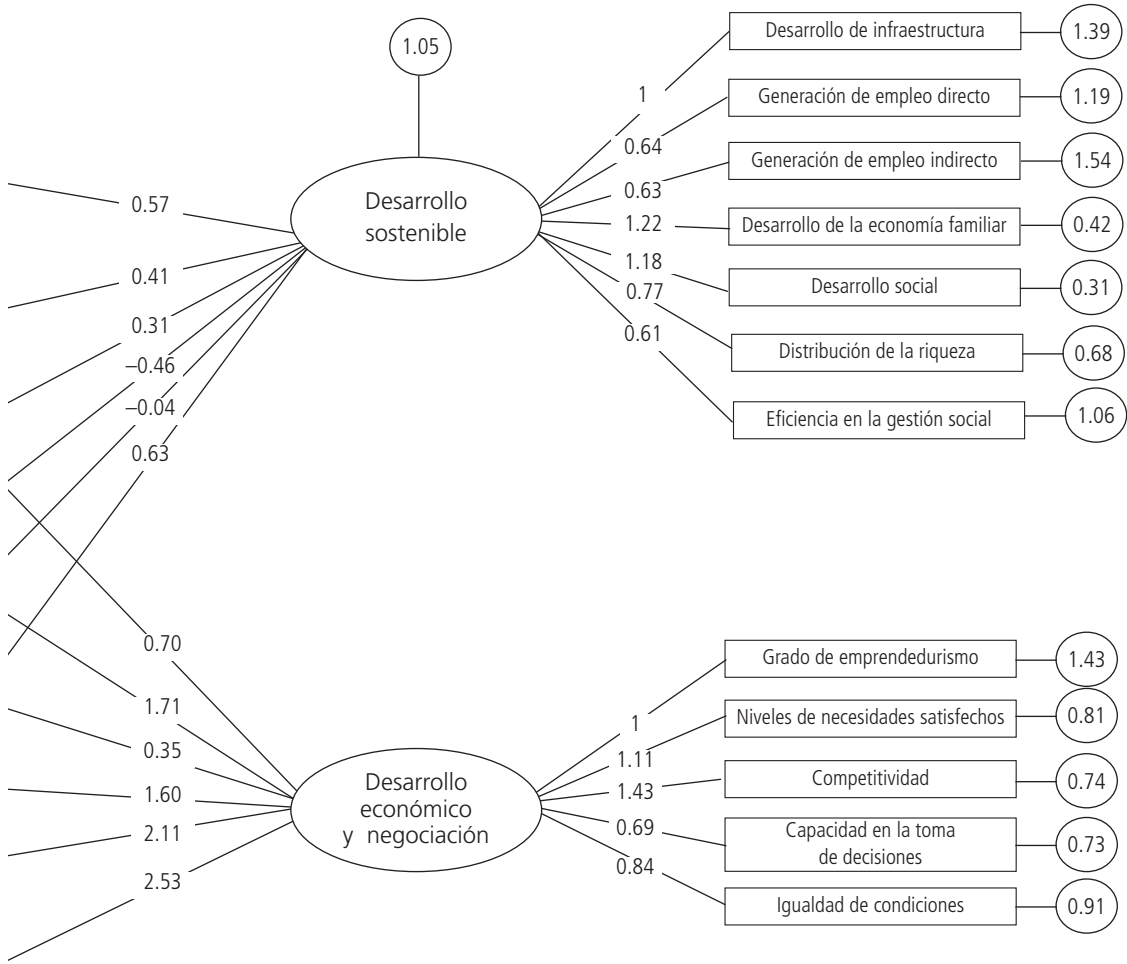 1.05
0.57
0.41
0.31
–0.46
–0.04
0.63
Desarrollo
sostenible
1
0.64
0.63
1.22
1.18
0.77
0.61
Desarrollo de infraestructura
1.39
Generación de empleo directo
1.19
Generación de empleo indirecto
1.54
Desarrollo de la economía familiar
0.42
Desarrollo social
0.31
Distribución de la riqueza
0.68
Eficiencia en la gestión social
1.06
0.70
1.71
0.35
1.60
2.11
2.53
Desarrollo
económico
y negociación
1
1.11
1.43
0.69
0.84
Grado de emprendedurismo
1.43
Niveles de necesidades satisfechos
0.81
Competitividad
0.74
Capacidad en la toma
de decisiones
0.73
Igualdad de condiciones
0.91